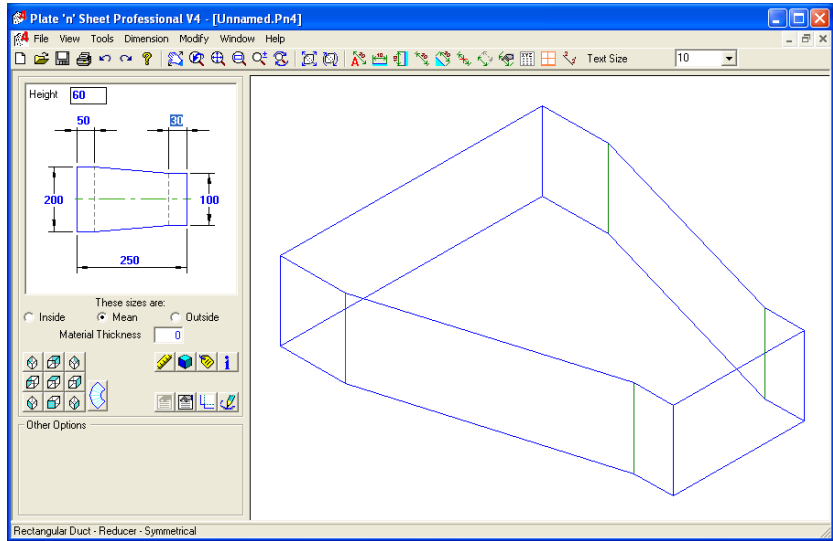 Plate 'n' Sheet Professional V4 - [Unnamed.Pn4]
File View Tools Dimension Modify Window Help
Text Size 10
Height 60
50 30
200 100
250
These sizes are:
Inside Mean Outside
Material Thickness 0
Other Options
Rectangular Duct - Reducer - Symmetrical